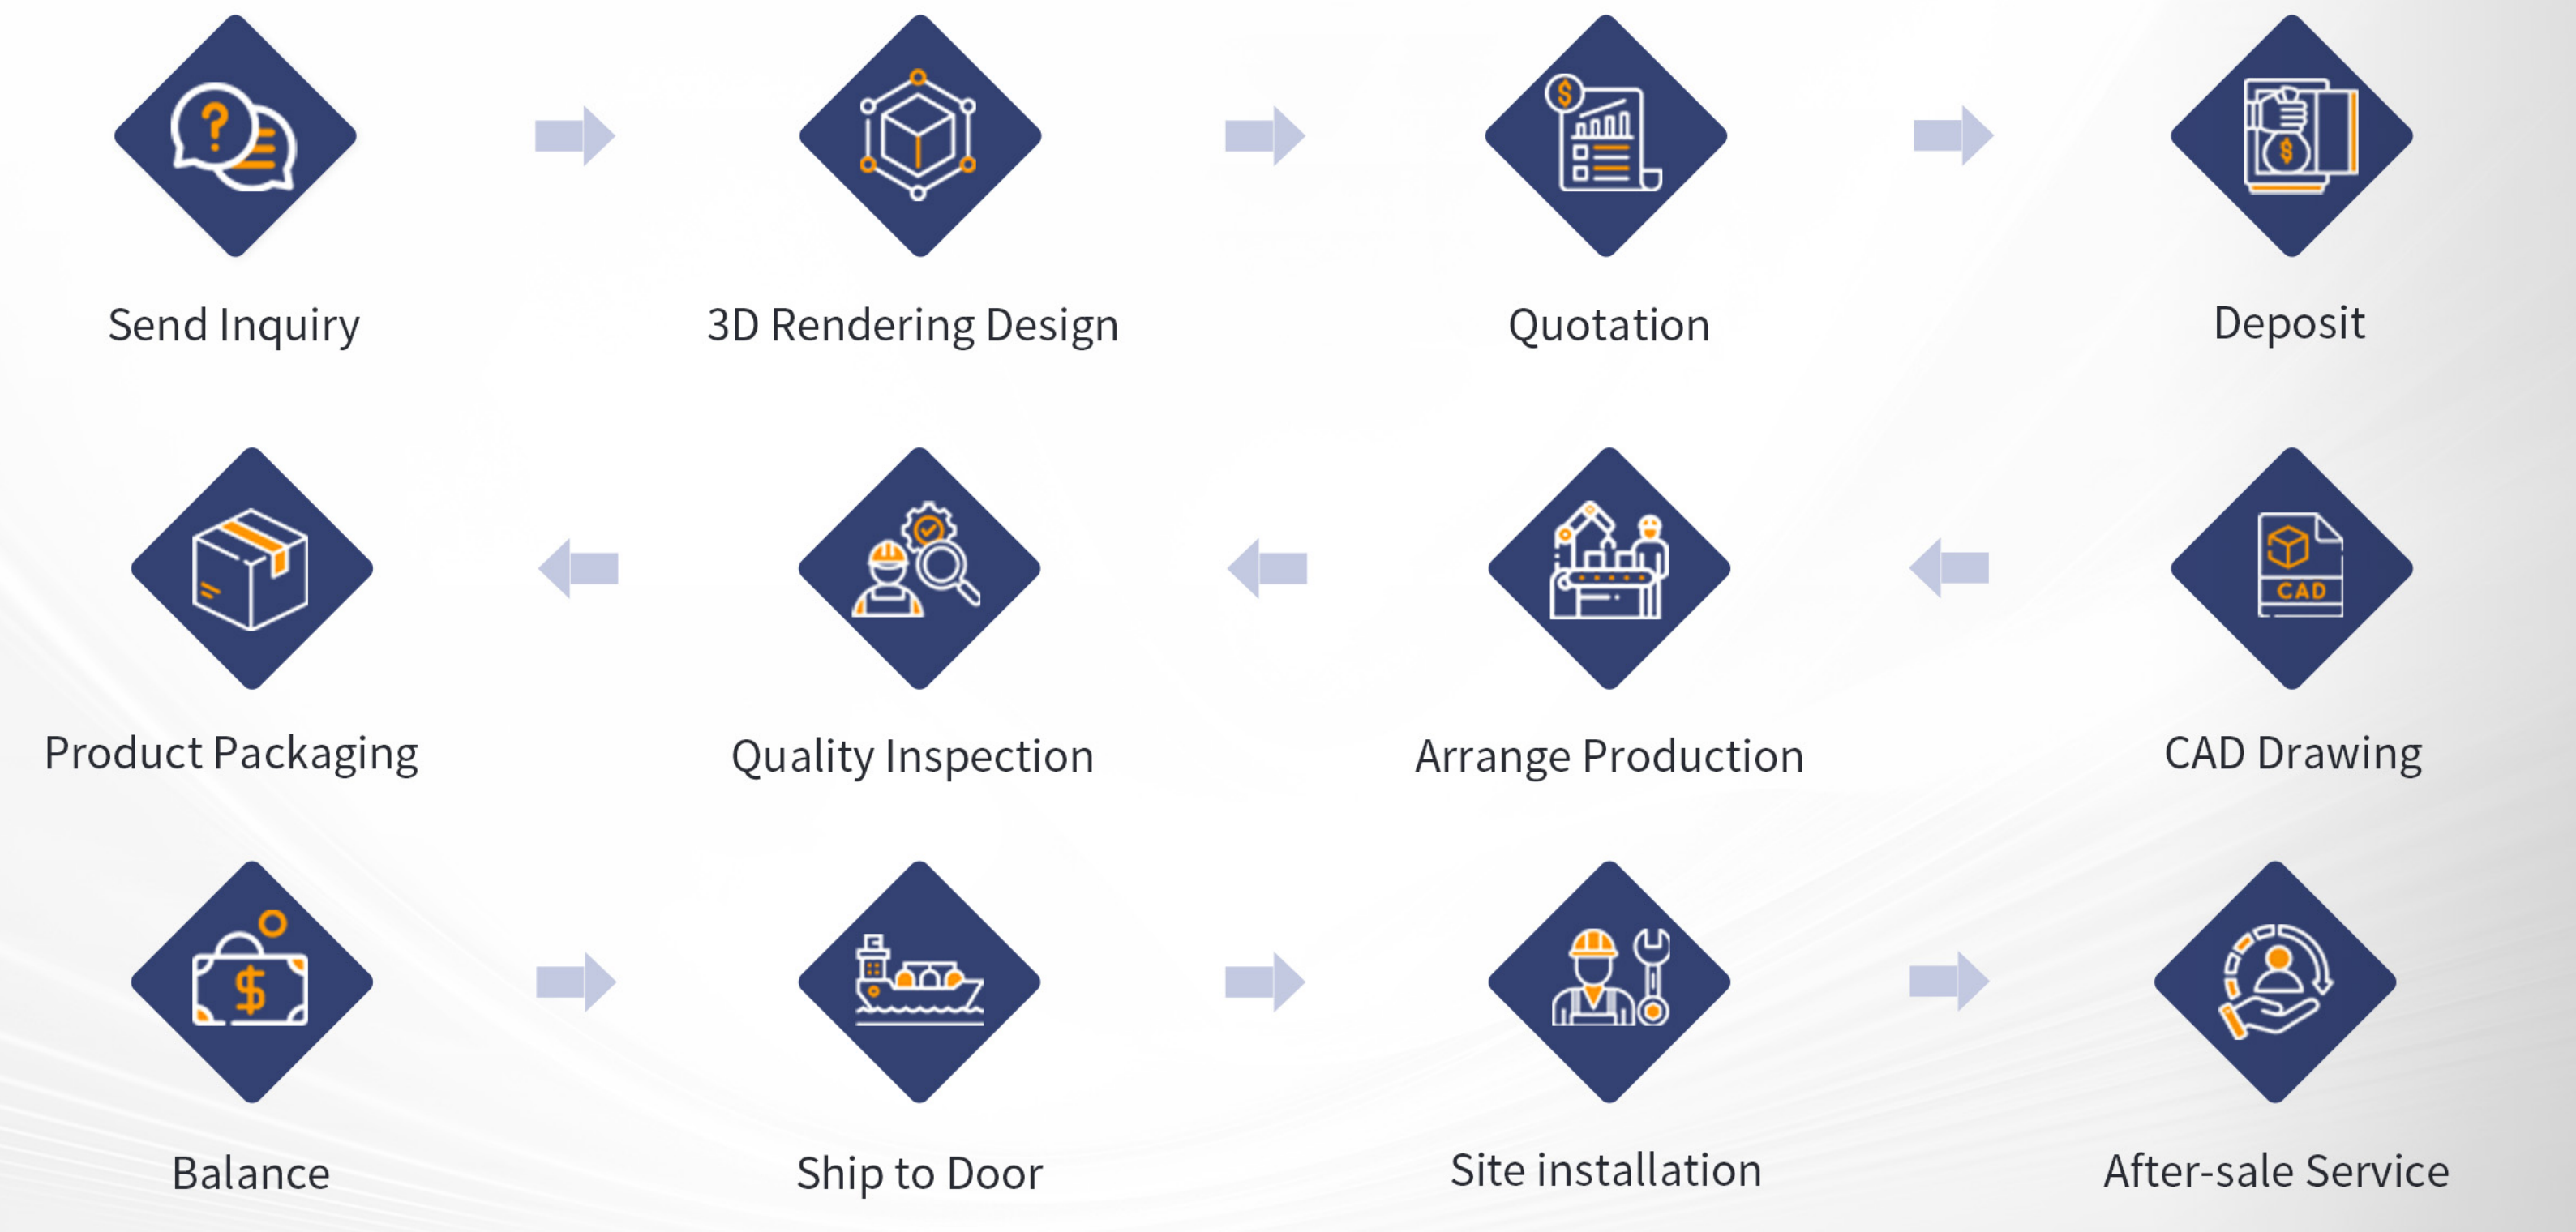 Send Inquiry
3D Rendering Design
Quotation
Deposit
Product Packaging
Quality Inspection
Arrange Production
CAD
CAD Drawing
Balance
Ship to Door
Site installation
After-sale Service